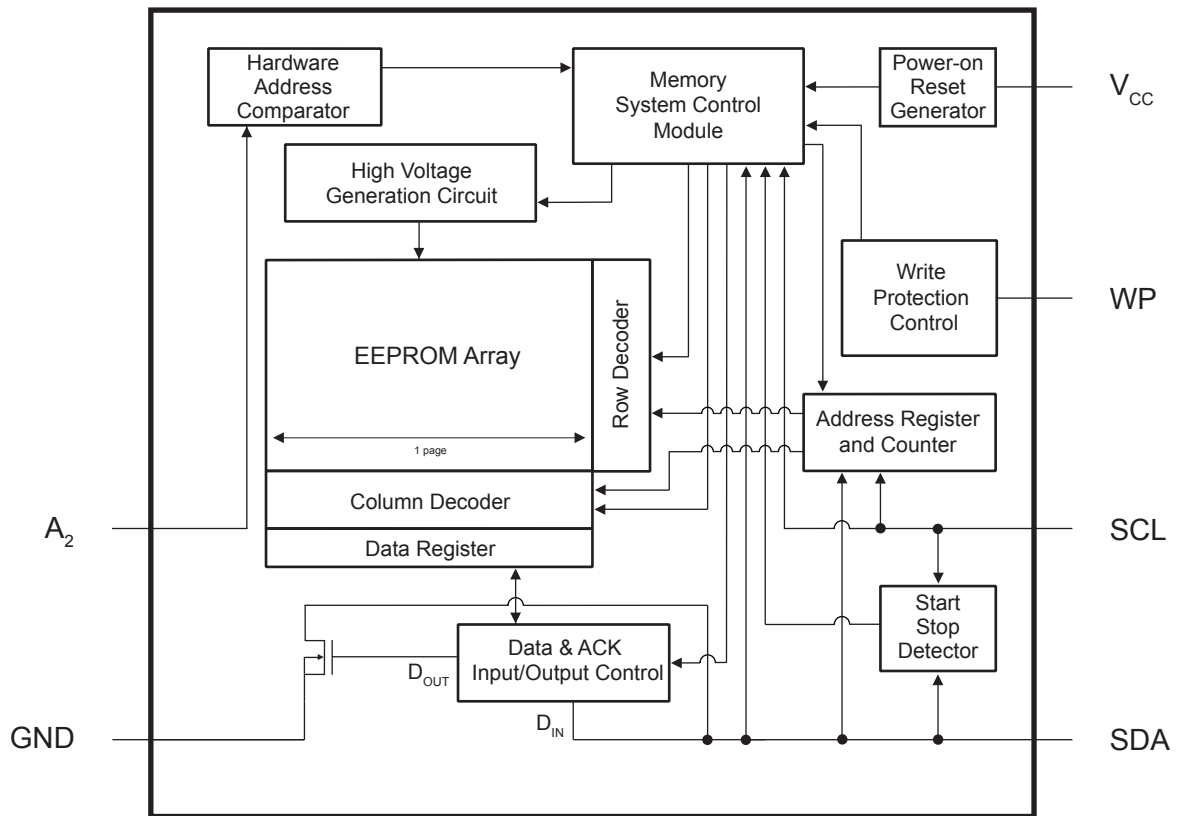 Hardware
Address
Comparator
Memory
System Control
Module
Power-on
Reset
Generator
V_CC
High Voltage
Generation Circuit
Write
Protection
Control
WP
EEPROM Array
Row Decoder
1 page
Address Register
and Counter
Column Decoder
A_2
SCL
Data Register
Start
Stop
Detector
Data & ACK
Input/Output Control
D_OUT
D_IN
GND
SDA